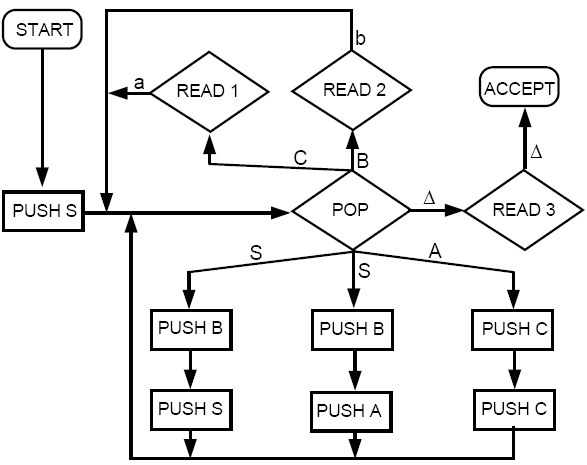 START
b
a
READ 1
READ 2
ACCEPT
C
B
Δ
PUSH S
POP
Δ
READ 3
S
S
A
PUSH B
PUSH B
PUSH C
PUSH S
PUSH A
PUSH C